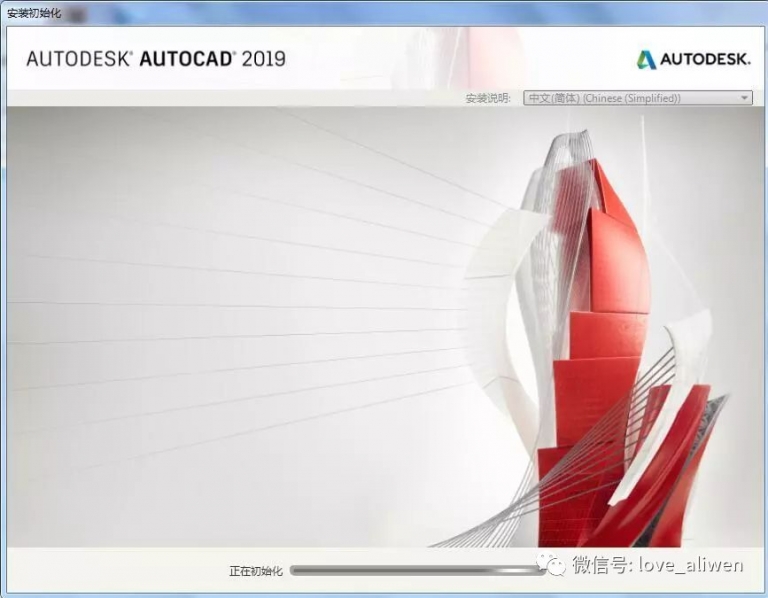 安装初始化
AUTODESK® AUTOCAD® 2019
AUTODESK.
安装说明: 中文(简体) (Chinese (Simplified))
正在初始化
微信号: love_aliwen